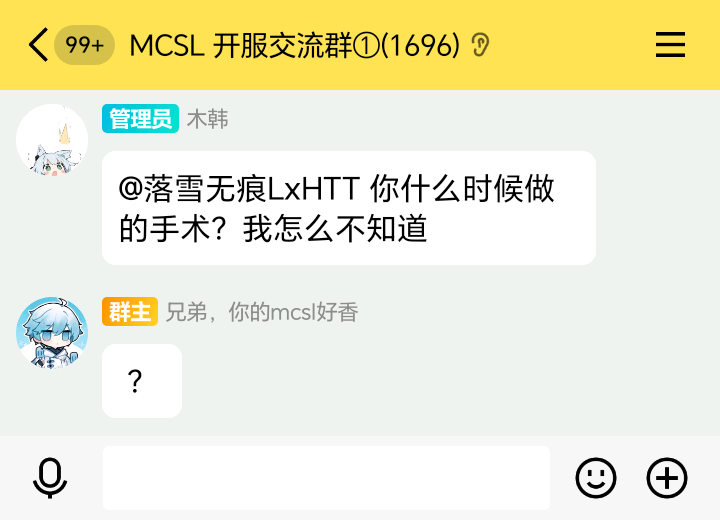 99+ MCSL 开服交流群①(1696)
管理员 木韩
@落雪无痕LxHTT 你什么时候做
的手术？我怎么不知道
群主 兄弟，你的mcsl好香
？